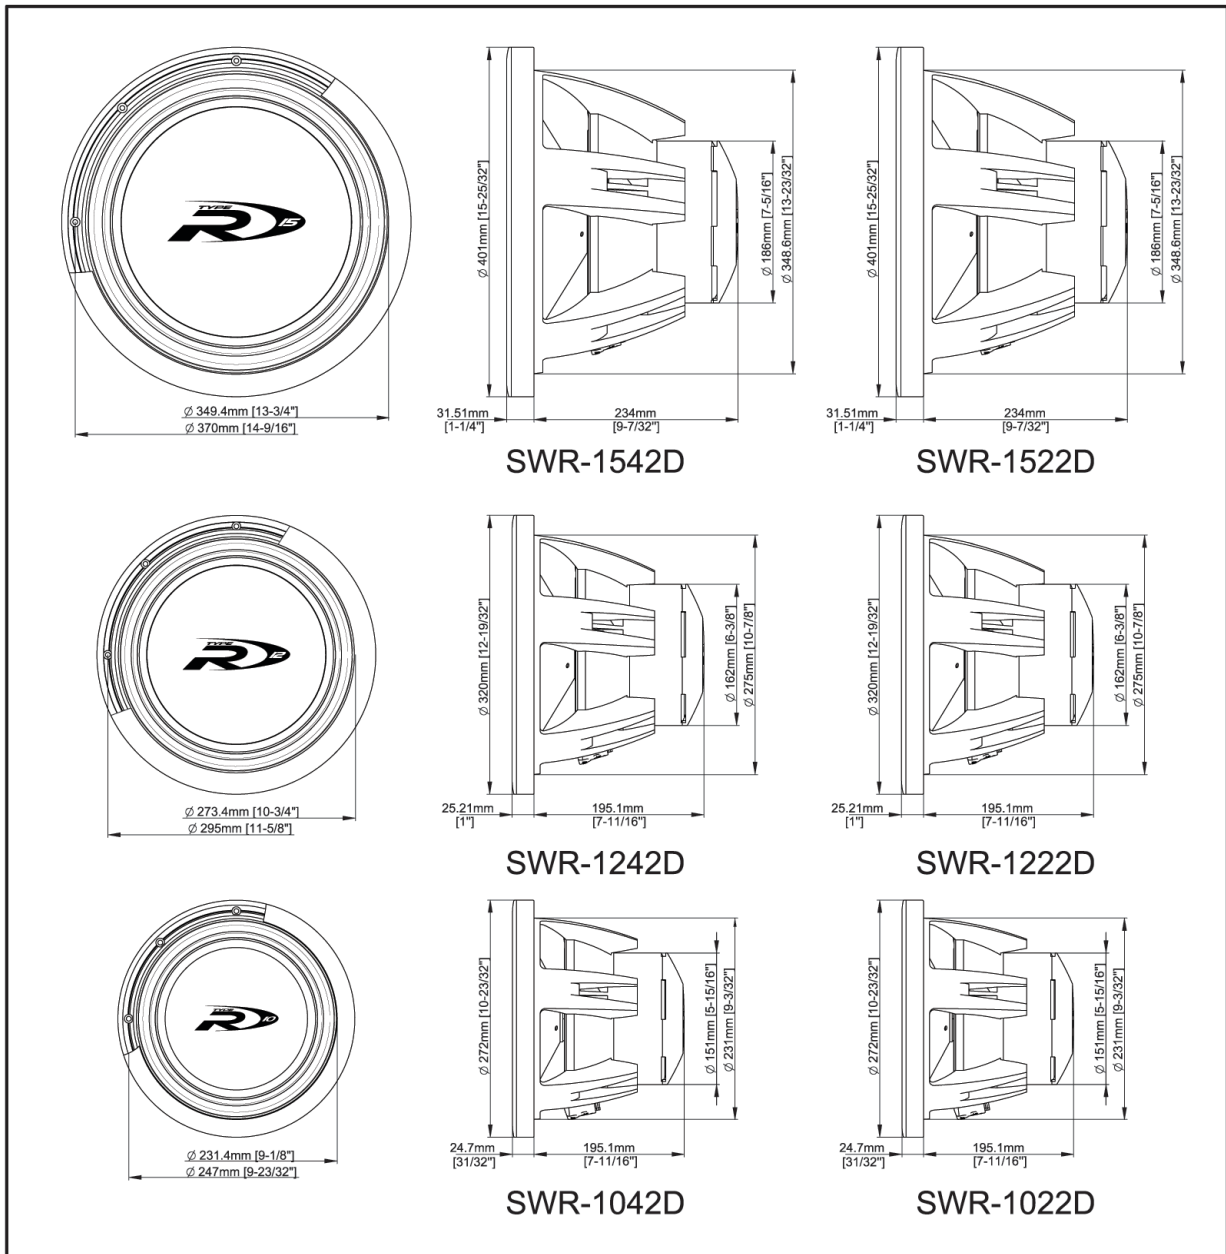 TYPE
R 15
Ø 349.4mm [13-3/4"]
Ø 370mm [14-9/16"]
Ø 401mm [15-25/32"]
Ø 186mm [7-5/16"]
Ø 348.6mm [13-23/32"]
31.51mm
[1-1/4"]
234mm
[9-7/32"]
SWR-1542D
Ø 401mm [15-25/32"]
Ø 186mm [7-5/16"]
Ø 348.6mm [13-23/32"]
31.51mm
[1-1/4"]
234mm
[9-7/32"]
SWR-1522D
TYPE
R 12
Ø 273.4mm [10-3/4"]
Ø 295mm [11-5/8"]
Ø 320mm [12-19/32"]
Ø 162mm [6-3/8"]
Ø 275mm [10-7/8"]
25.21mm
[1"]
195.1mm
[7-11/16"]
SWR-1242D
Ø 320mm [12-19/32"]
Ø 162mm [6-3/8"]
Ø 275mm [10-7/8"]
25.21mm
[1"]
195.1mm
[7-11/16"]
SWR-1222D
TYPE
R 10
Ø 231.4mm [9-1/8"]
Ø 247mm [9-23/32"]
Ø 272mm [10-23/32"]
Ø 151mm [5-15/16"]
Ø 231mm [9-3/32"]
24.7mm
[31/32"]
195.1mm
[7-11/16"]
SWR-1042D
Ø 272mm [10-23/32"]
Ø 151mm [5-15/16"]
Ø 231mm [9-3/32"]
24.7mm
[31/32"]
195.1mm
[7-11/16"]
SWR-1022D